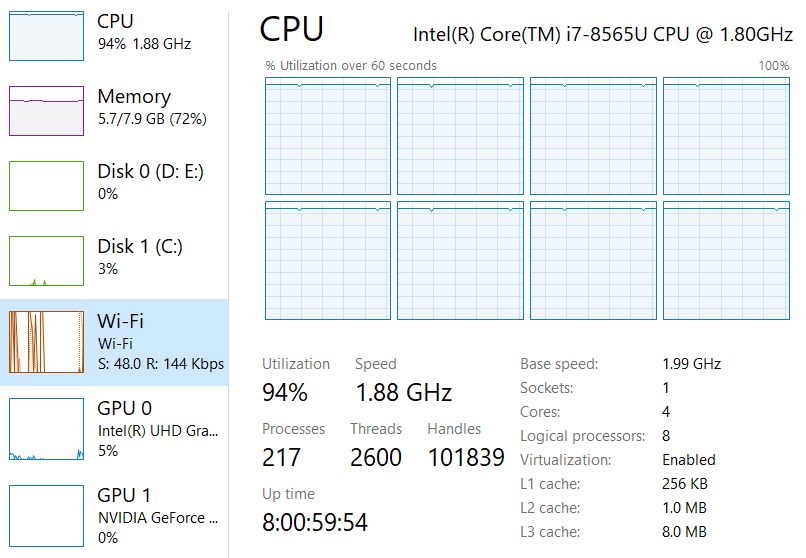 CPU
94% 1.88 GHz
Memory
5.7/7.9 GB (72%)
Disk 0 (D: E:)
0%
Disk 1 (C:)
3%
Wi-Fi
Wi-Fi
S: 48.0 R: 144 Kbps
GPU 0
Intel(R) UHD Gra...
5%
GPU 1
NVIDIA GeForce ...
0%
CPU Intel(R) Core(TM) i7-8565U CPU @ 1.80GHz
% Utilization over 60 seconds 100%
Utilization Speed
94% 1.88 GHz
Processes Threads Handles
217 2600 101839
Up time
8:00:59:54
Base speed: 1.99 GHz
Sockets: 1
Cores: 4
Logical processors: 8
Virtualization: Enabled
L1 cache: 256 KB
L2 cache: 1.0 MB
L3 cache: 8.0 MB